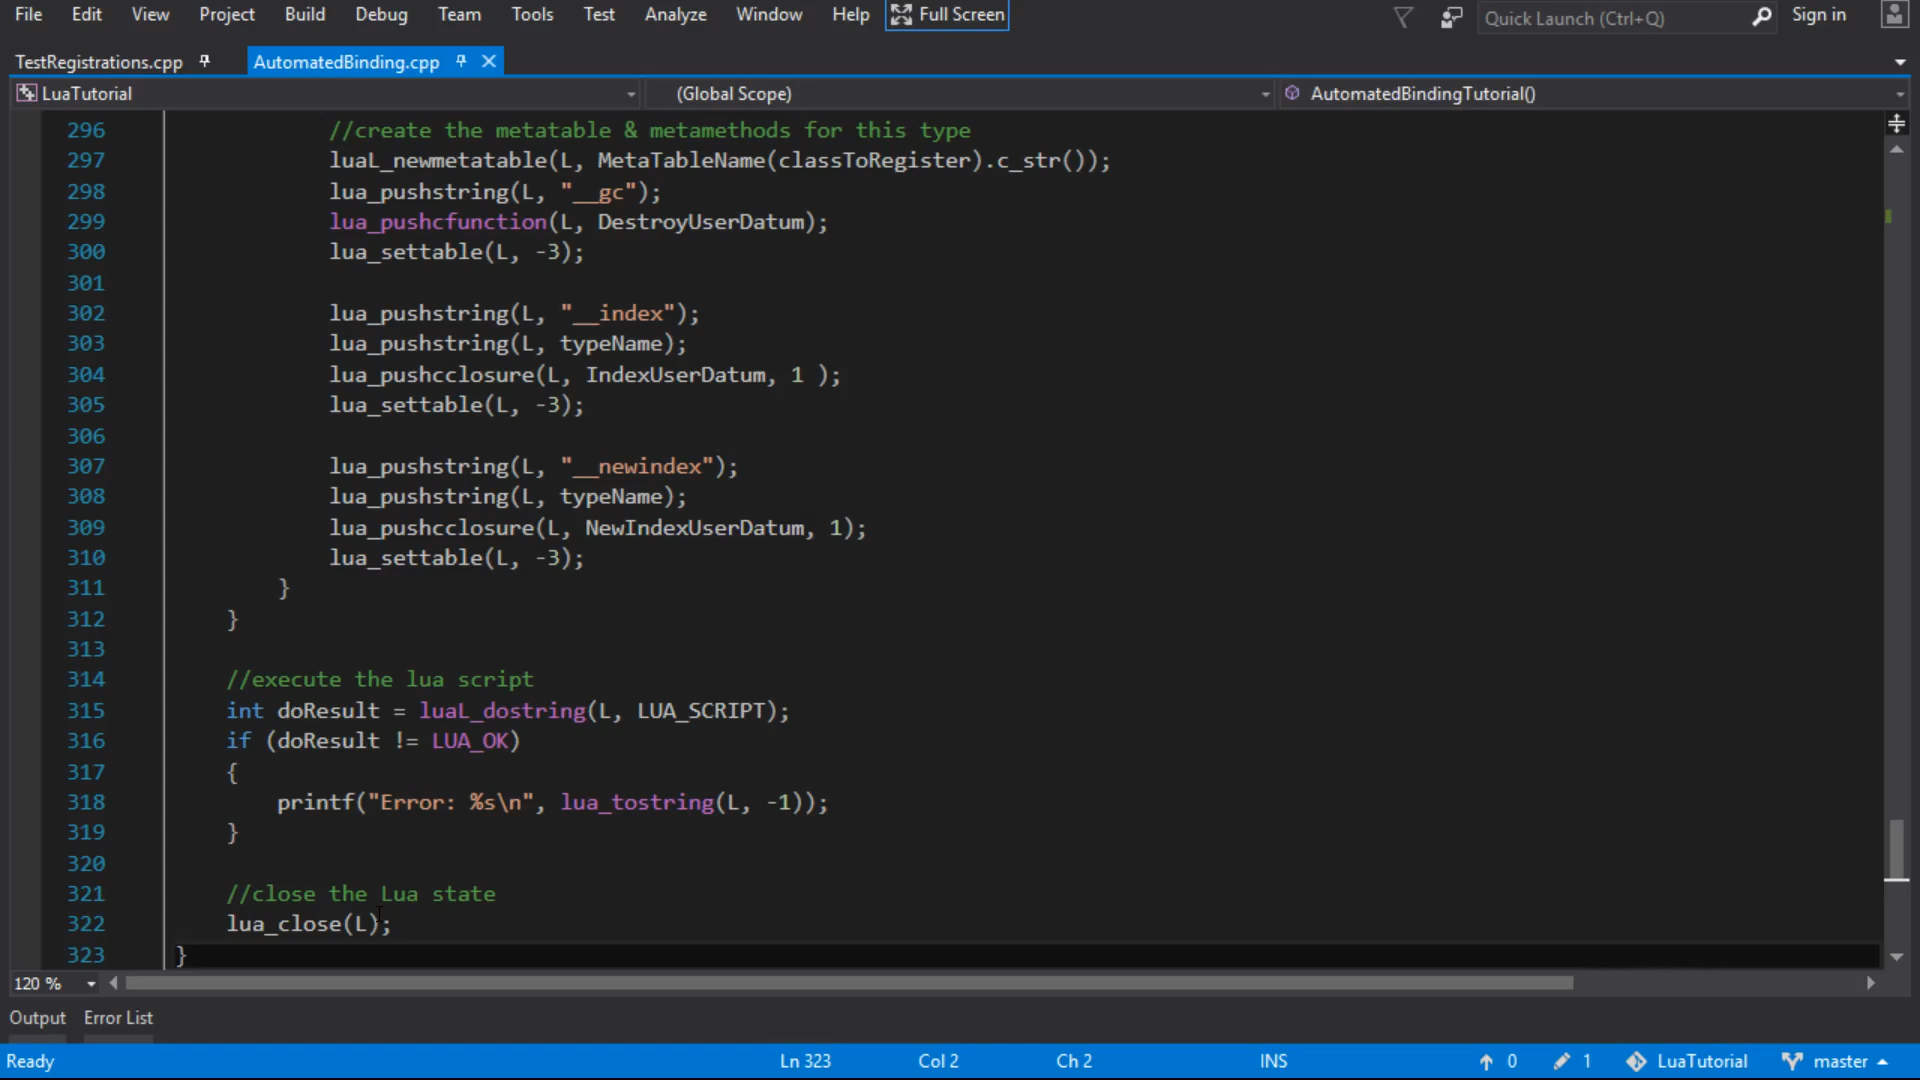 File Edit View Project Build Debug Team Tools Test Analyze Window Help Full Screen Quick Launch (Ctrl+Q) Sign in
TestRegistrations.cpp AutomatedBinding.cpp
LuaTutorial (Global Scope) AutomatedBindingTutorial()
296 //create the metatable & metamethods for this type
297 luaL_newmetatable(L, MetaTableName(classToRegister).c_str());
298 lua_pushstring(L, "__gc");
299 lua_pushcfunction(L, DestroyUserDatum);
300 lua_settable(L, -3);
301
302 lua_pushstring(L, "__index");
303 lua_pushstring(L, typeName);
304 lua_pushcclosure(L, IndexUserDatum, 1 );
305 lua_settable(L, -3);
306
307 lua_pushstring(L, "__newindex");
308 lua_pushstring(L, typeName);
309 lua_pushcclosure(L, NewIndexUserDatum, 1);
310 lua_settable(L, -3);
311 }
312 }
313
314 //execute the lua script
315 int doResult = luaL_dostring(L, LUA_SCRIPT);
316 if (doResult != LUA_OK)
317 {
318 printf("Error: %s\n", lua_tostring(L, -1));
319 }
320
321 //close the Lua state
322 lua_close(L);
323 }
120 %
Output Error List
Ready Ln 323 Col 2 Ch 2 INS 0 1 LuaTutorial master